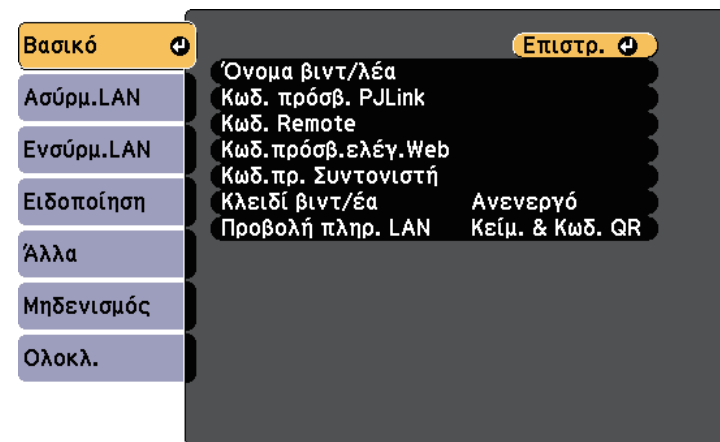 Βασικό
Ασύρμ.LAN
Ενσύρμ.LAN
Ειδοποίηση
Άλλα
Μηδενισμός
Ολοκλ.
Επιστρ.
Όνομα βιντ/λέα
Κωδ. πρόσβ. PJLink
Κωδ. Remote
Κωδ.πρόσβ.ελέγ.Web
Κωδ.πρ. Συντονιστή
Κλειδί βιντ/έα Ανενεργό
Προβολή πληρ. LAN Κείμ. & Κωδ. QR